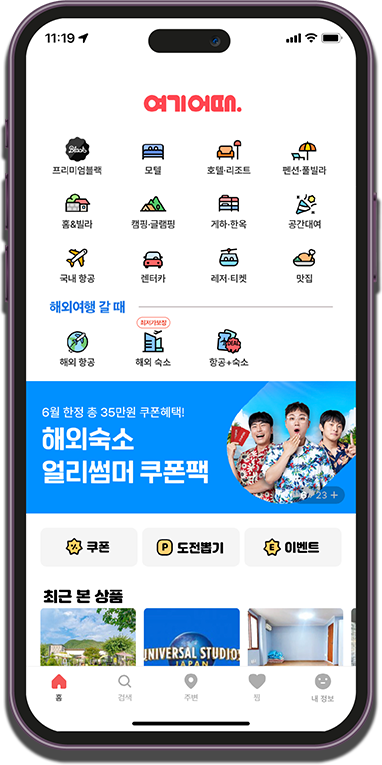 11:19
여기어때.
Black
프리미엄블랙 모텔 호텔·리조트 펜션·풀빌라
홈&빌라 캠핑·글램핑 게하·한옥 공간대여
국내 항공 렌터카 레저·티켓 맛집
해외여행 갈 때
최저가보장
해외 항공 해외 숙소 항공+숙소
6월 한정 총 35만원 쿠폰혜택!
해외숙소
얼리썸머 쿠폰팩
23 +
쿠폰 P 도전뽑기 E 이벤트
최근 본 상품
UNIVERSAL STUDIOS
JAPAN
홈 검색 주변 찜 내 정보